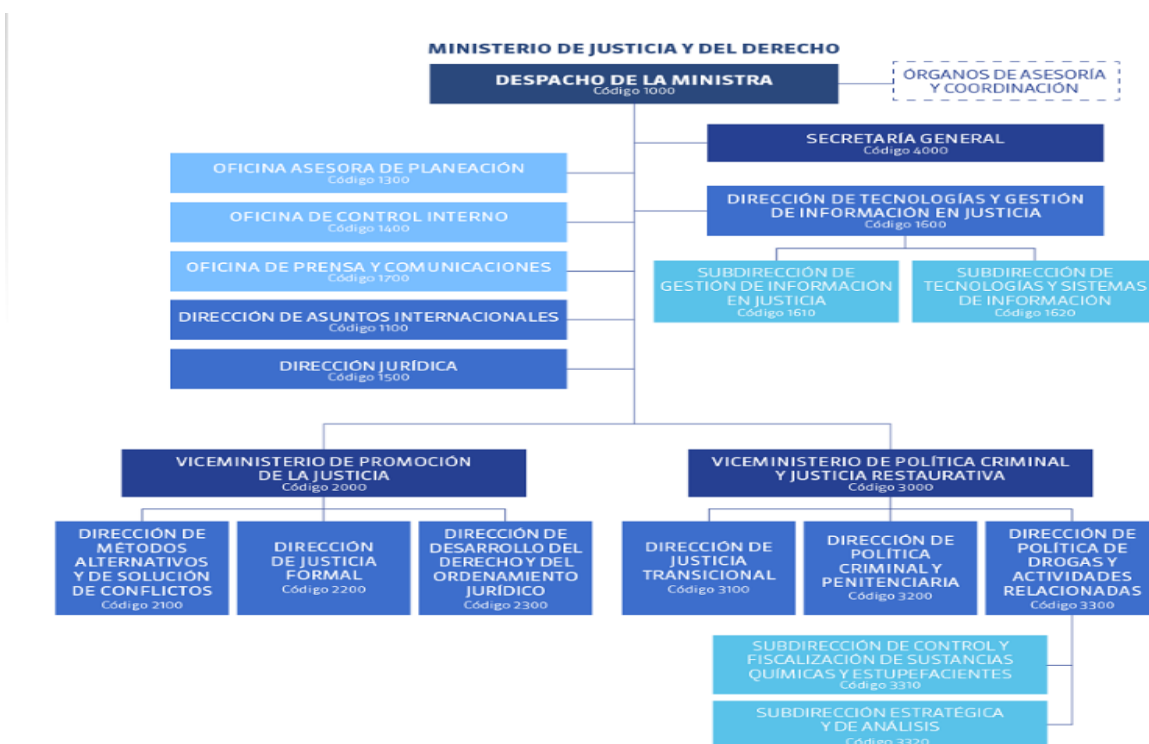 MINISTERIO DE JUSTICIA Y DEL DERECHO
DESPACHO DE LA MINISTRA
Código 1000
ÓRGANOS DE ASESORÍA
Y COORDINACIÓN
SECRETARÍA GENERAL
Código 4000
OFICINA ASESORA DE PLANEACIÓN
Código 1300
OFICINA DE CONTROL INTERNO
Código 1400
OFICINA DE PRENSA Y COMUNICACIONES
Código 1700
DIRECCIÓN DE ASUNTOS INTERNACIONALES
Código 1100
DIRECCIÓN JURÍDICA
Código 1500
DIRECCIÓN DE TECNOLOGÍAS Y GESTIÓN
DE INFORMACIÓN EN JUSTICIA
Código 1600
SUBDIRECCIÓN DE
GESTIÓN DE INFORMACIÓN
EN JUSTICIA
Código 1610
SUBDIRECCIÓN DE
TECNOLOGÍAS Y SISTEMAS
DE INFORMACIÓN
Código 1620
VICEMINISTERIO DE PROMOCIÓN
DE LA JUSTICIA
Código 2000
DIRECCIÓN DE
MÉTODOS
ALTERNATIVOS
Y DE SOLUCIÓN
DE CONFLICTOS
Código 2100
DIRECCIÓN
DE JUSTICIA
FORMAL
Código 2200
DIRECCIÓN DE
DESARROLLO DEL
DERECHO Y DEL
ORDENAMIENTO
JURÍDICO
Código 2300
VICEMINISTERIO DE POLÍTICA CRIMINAL
Y JUSTICIA RESTAURATIVA
Código 3000
DIRECCIÓN DE
JUSTICIA
TRANSICIONAL
Código 3100
DIRECCIÓN DE
POLÍTICA
CRIMINAL Y
PENITENCIARIA
Código 3200
DIRECCIÓN DE
POLÍTICA DE
DROGAS Y
ACTIVIDADES
RELACIONADAS
Código 3300
SUBDIRECCIÓN DE CONTROL Y
FISCALIZACIÓN DE SUSTANCIAS
QUÍMICAS Y ESTUPEFACIENTES
Código 3310
SUBDIRECCIÓN ESTRATÉGICA
Y DE ANÁLISIS
Código 3320